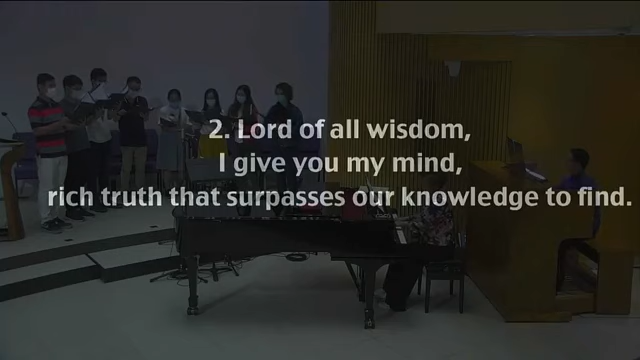 2. Lord of all wisdom,
I give you my mind,
rich truth that surpasses our knowledge to find.